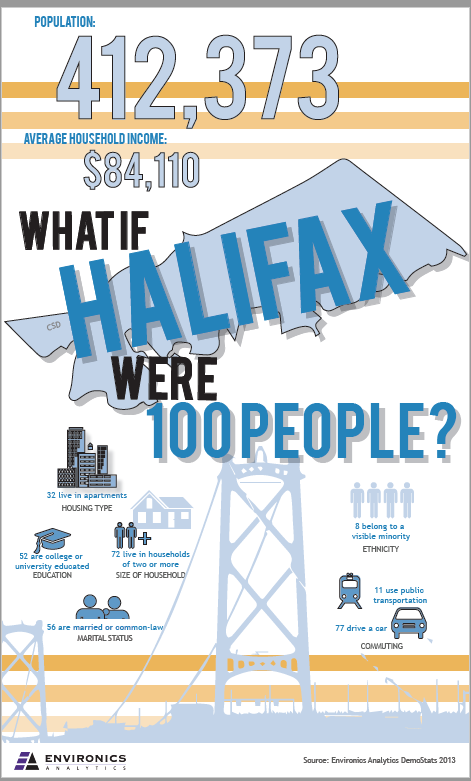 POPULATION:
412,373
AVERAGE HOUSEHOLD INCOME:
$84,110
WHAT IF
HALIFAX
CSD
WERE
100 PEOPLE?
32 live in apartments
HOUSING TYPE
8 belong to a
visible minority
ETHNICITY
52 are college or
university educated
EDUCATION
72 live in households
of two or more
SIZE OF HOUSEHOLD
11 use public
transportation
56 are married or common-law
MARITAL STATUS
77 drive a car
COMMUTING
ENVIRONICS
ANALYTICS
Source: Environics Analytics DemoStats 2013